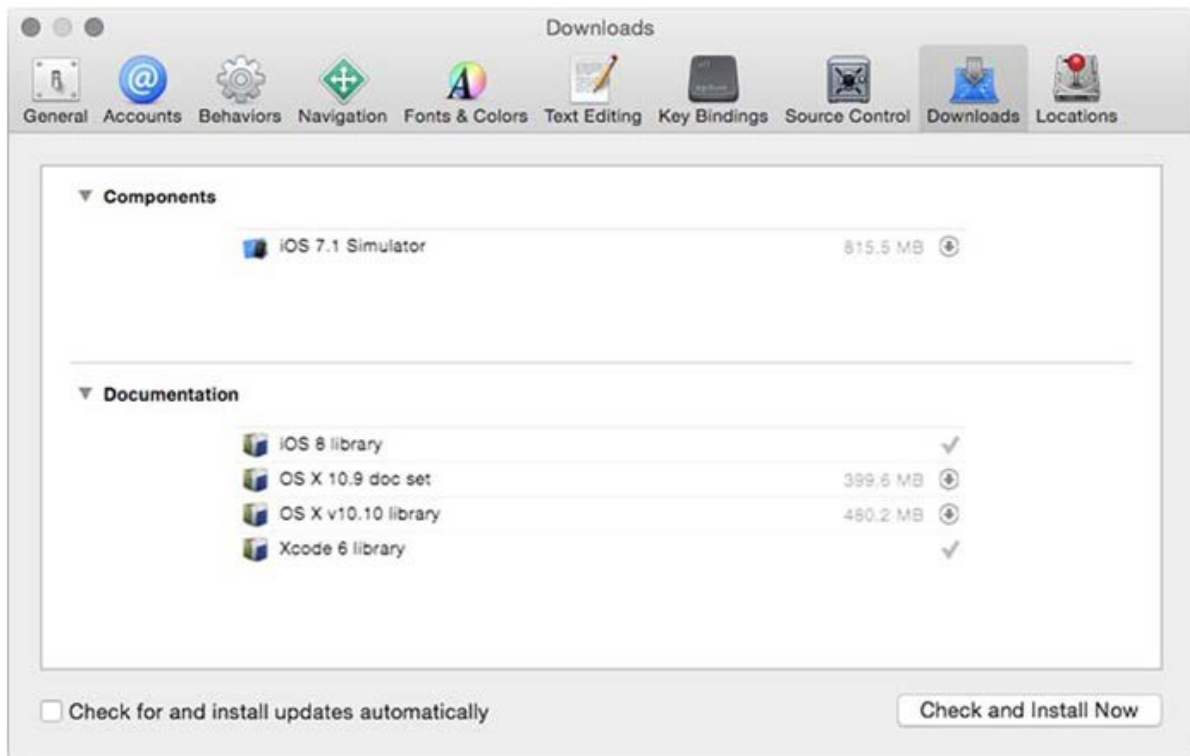 Downloads
General Accounts Behaviors Navigation Fonts & Colors Text Editing Key Bindings Source Control Downloads Locations
Components
iOS 7.1 Simulator 815.5 MB
Documentation
iOS 8 library
OS X 10.9 doc set 399.6 MB
OS X v10.10 library 480.2 MB
Xcode 6 library
Check for and install updates automatically Check and Install Now